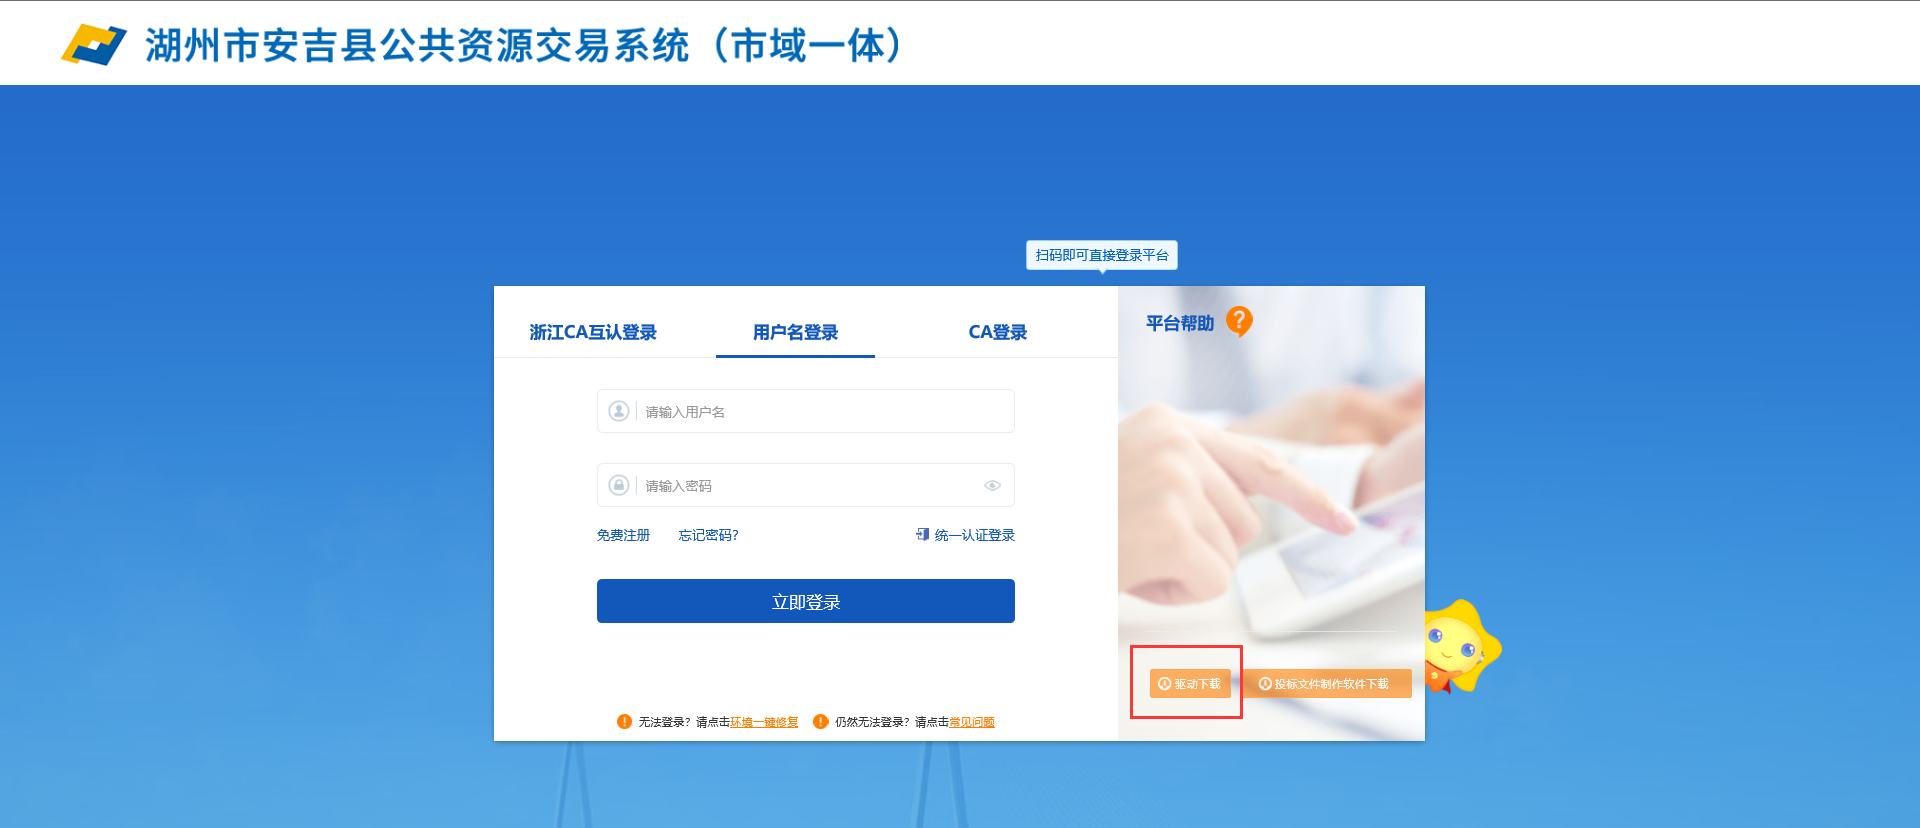 湖州市安吉县公共资源交易系统（市域一体）
扫码即可直接登录平台
浙江CA互认登录
用户名登录
CA登录
平台帮助
请输入用户名
请输入密码
免费注册
忘记密码?
统一认证登录
立即登录
驱动下载
投标文件制作软件下载
无法登录？请点击环境一键修复
仍然无法登录？请点击常见问题